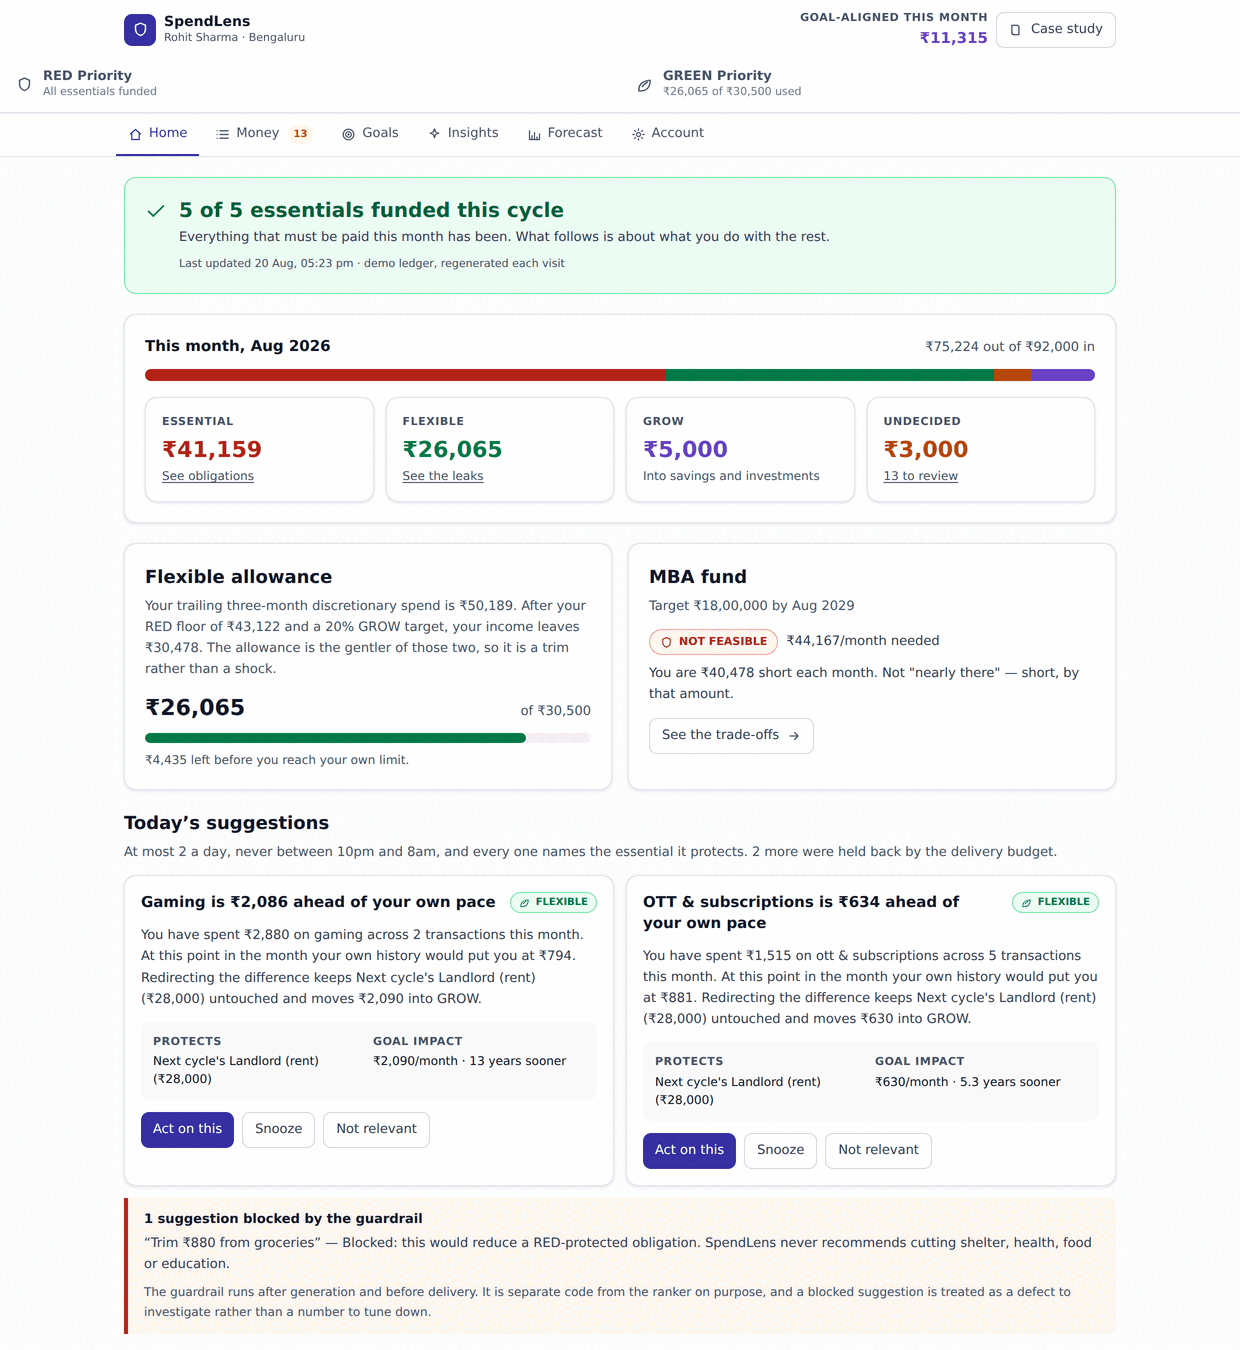 SpendLens
Rohit Sharma · Bengaluru
GOAL-ALIGNED THIS MONTH
₹11,315
Case study
RED Priority
All essentials funded
GREEN Priority
₹26,065 of ₹30,500 used
Home
Money 13
Goals
Insights
Forecast
Account
5 of 5 essentials funded this cycle
Everything that must be paid this month has been. What follows is about what you do with the rest.
Last updated 20 Aug, 05:23 pm · demo ledger, regenerated each visit
This month, Aug 2026
₹75,224 out of ₹92,000 in
ESSENTIAL
₹41,159
See obligations
FLEXIBLE
₹26,065
See the leaks
GROW
₹5,000
Into savings and investments
UNDECIDED
₹3,000
13 to review
Flexible allowance
Your trailing three-month discretionary spend is ₹50,189. After your
RED floor of ₹43,122 and a 20% GROW target, your income leaves
₹30,478. The allowance is the gentler of those two, so it is a trim
rather than a shock.
₹26,065
of ₹30,500
₹4,435 left before you reach your own limit.
MBA fund
Target ₹18,00,000 by Aug 2029
NOT FEASIBLE
₹44,167/month needed
You are ₹40,478 short each month. Not "nearly there" — short, by
that amount.
See the trade-offs →
Today’s suggestions
At most 2 a day, never between 10pm and 8am, and every one names the essential it protects. 2 more were held back by the delivery budget.
Gaming is ₹2,086 ahead of your own pace
FLEXIBLE
You have spent ₹2,880 on gaming across 2 transactions this month.
At this point in the month your own history would put you at ₹794.
Redirecting the difference keeps Next cycle's Landlord (rent)
(₹28,000) untouched and moves ₹2,090 into GROW.
PROTECTS
Next cycle's Landlord (rent)
(₹28,000)
GOAL IMPACT
₹2,090/month · 13 years sooner
Act on this
Snooze
Not relevant
OTT & subscriptions is ₹634 ahead of
your own pace
FLEXIBLE
You have spent ₹1,515 on ott & subscriptions across 5 transactions
this month. At this point in the month your own history would put you
at ₹881. Redirecting the difference keeps Next cycle's Landlord (rent)
(₹28,000) untouched and moves ₹630 into GROW.
PROTECTS
Next cycle's Landlord (rent)
(₹28,000)
GOAL IMPACT
₹630/month · 5.3 years sooner
Act on this
Snooze
Not relevant
1 suggestion blocked by the guardrail
“Trim ₹880 from groceries” — Blocked: this would reduce a RED-protected obligation. SpendLens never recommends cutting shelter, health, food
or education.
The guardrail runs after generation and before delivery. It is separate code from the ranker on purpose, and a blocked suggestion is treated as a defect to
investigate rather than a number to tune down.